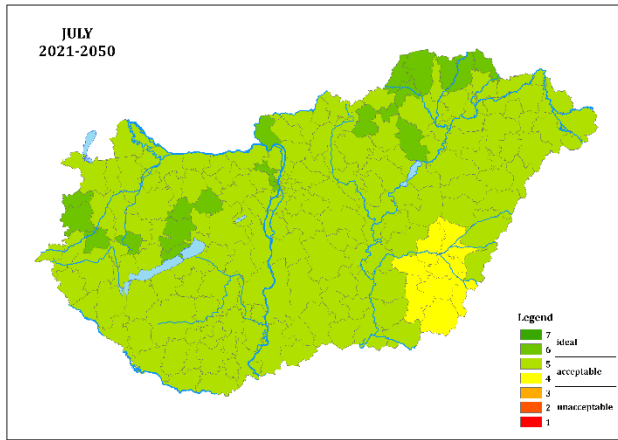 JULY
2021-2050
Legend
7
6 ideal
5
4 acceptable
3
2 unacceptable
1